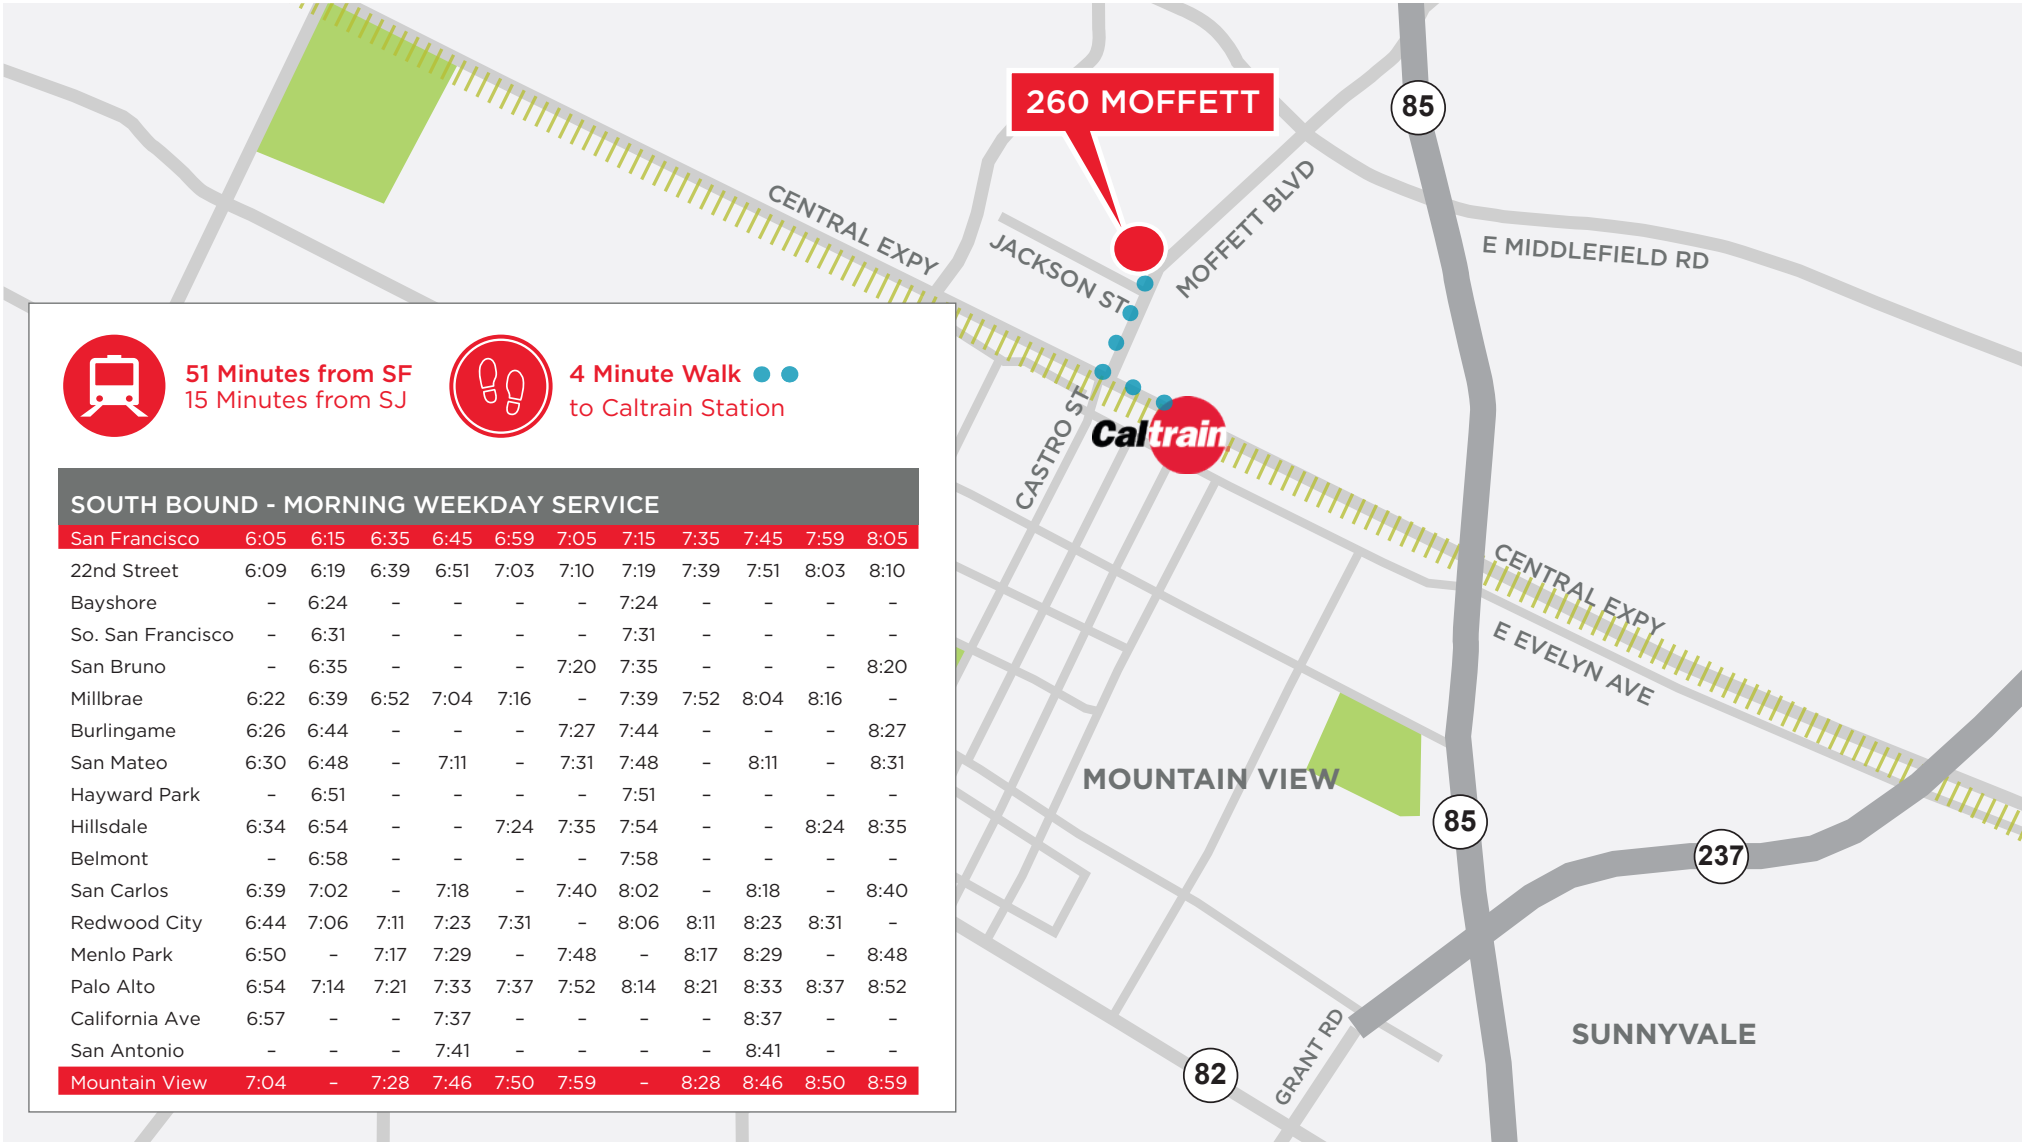 260 MOFFETT
85
CENTRAL EXPY
JACKSON ST
MOFFETT BLVD
E MIDDLEFIELD RD
51 Minutes from SF
15 Minutes from SJ
4 Minute Walk
to Caltrain Station
CASTRO ST
Caltrain
SOUTH BOUND - MORNING WEEKDAY SERVICE
San Francisco 6:05 6:15 6:35 6:45 6:59 7:05 7:15 7:35 7:45 7:59 8:05
22nd Street 6:09 6:19 6:39 6:51 7:03 7:10 7:19 7:39 7:51 8:03 8:10
Bayshore – 6:24 – – – – 7:24 – – – –
So. San Francisco – 6:31 – – – – 7:31 – – – –
San Bruno – 6:35 – – – 7:20 7:35 – – – 8:20
Millbrae 6:22 6:39 6:52 7:04 7:16 – 7:39 7:52 8:04 8:16 –
Burlingame 6:26 6:44 – – – 7:27 7:44 – – – 8:27
San Mateo 6:30 6:48 – 7:11 – 7:31 7:48 – 8:11 – 8:31
Hayward Park – 6:51 – – – – 7:51 – – – –
Hillsdale 6:34 6:54 – – 7:24 7:35 7:54 – – 8:24 8:35
Belmont – 6:58 – – – – 7:58 – – – –
San Carlos 6:39 7:02 – 7:18 – 7:40 8:02 – 8:18 – 8:40
Redwood City 6:44 7:06 7:11 7:23 7:31 – 8:06 8:11 8:23 8:31 –
Menlo Park 6:50 – 7:17 7:29 – 7:48 – 8:17 8:29 – 8:48
Palo Alto 6:54 7:14 7:21 7:33 7:37 7:52 8:14 8:21 8:33 8:37 8:52
California Ave 6:57 – – 7:37 – – – – 8:37 – –
San Antonio – – – 7:41 – – – – 8:41 – –
Mountain View 7:04 – 7:28 7:46 7:50 7:59 – 8:28 8:46 8:50 8:59
CENTRAL EXPY
E EVELYN AVE
MOUNTAIN VIEW
85
237
SUNNYVALE
GRANT RD
82